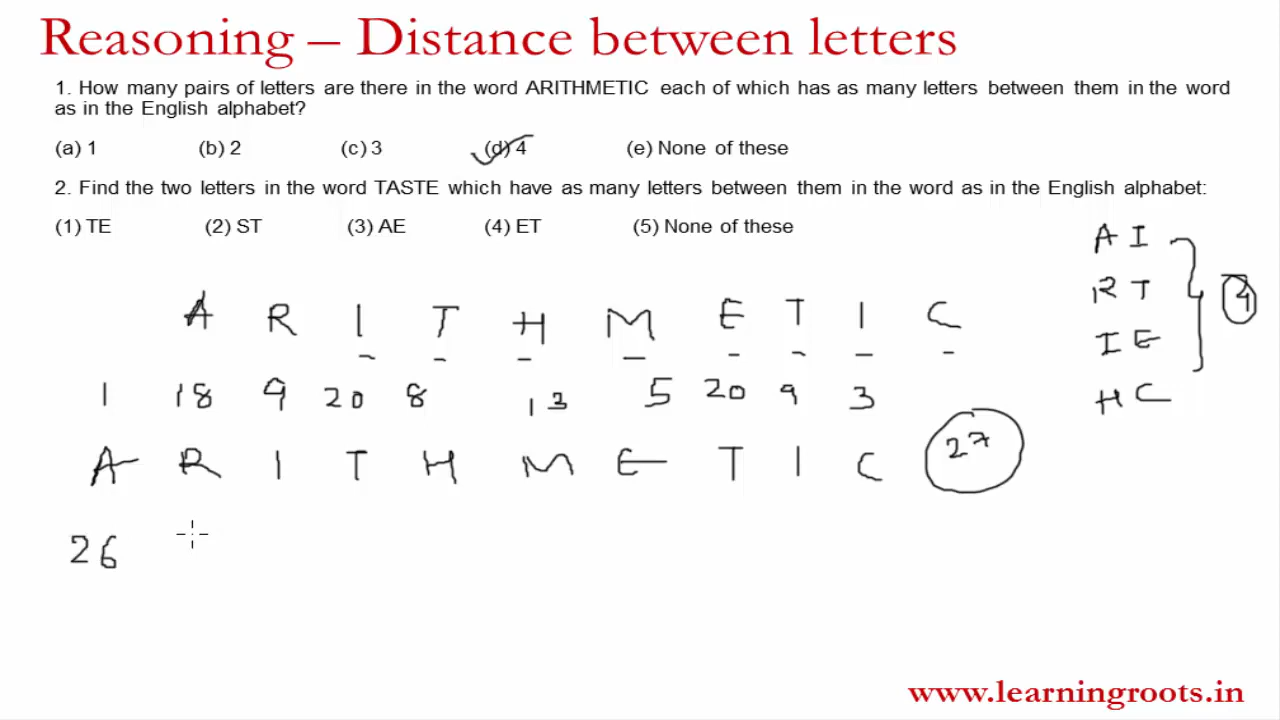 Reasoning – Distance between letters
1. How many pairs of letters are there in the word ARITHMETIC each of which has as many letters between them in the word
as in the English alphabet?
(a) 1 (b) 2 (c) 3 (d) 4 (e) None of these
2. Find the two letters in the word TASTE which have as many letters between them in the word as in the English alphabet:
(1) TE (2) ST (3) AE (4) ET (5) None of these
A I
R T
I E
H C
4
A R I T H M E T I C
1 18 9 20 8 13 5 20 9 3
A R I T H M E T I C 27
26
www.learningroots.in